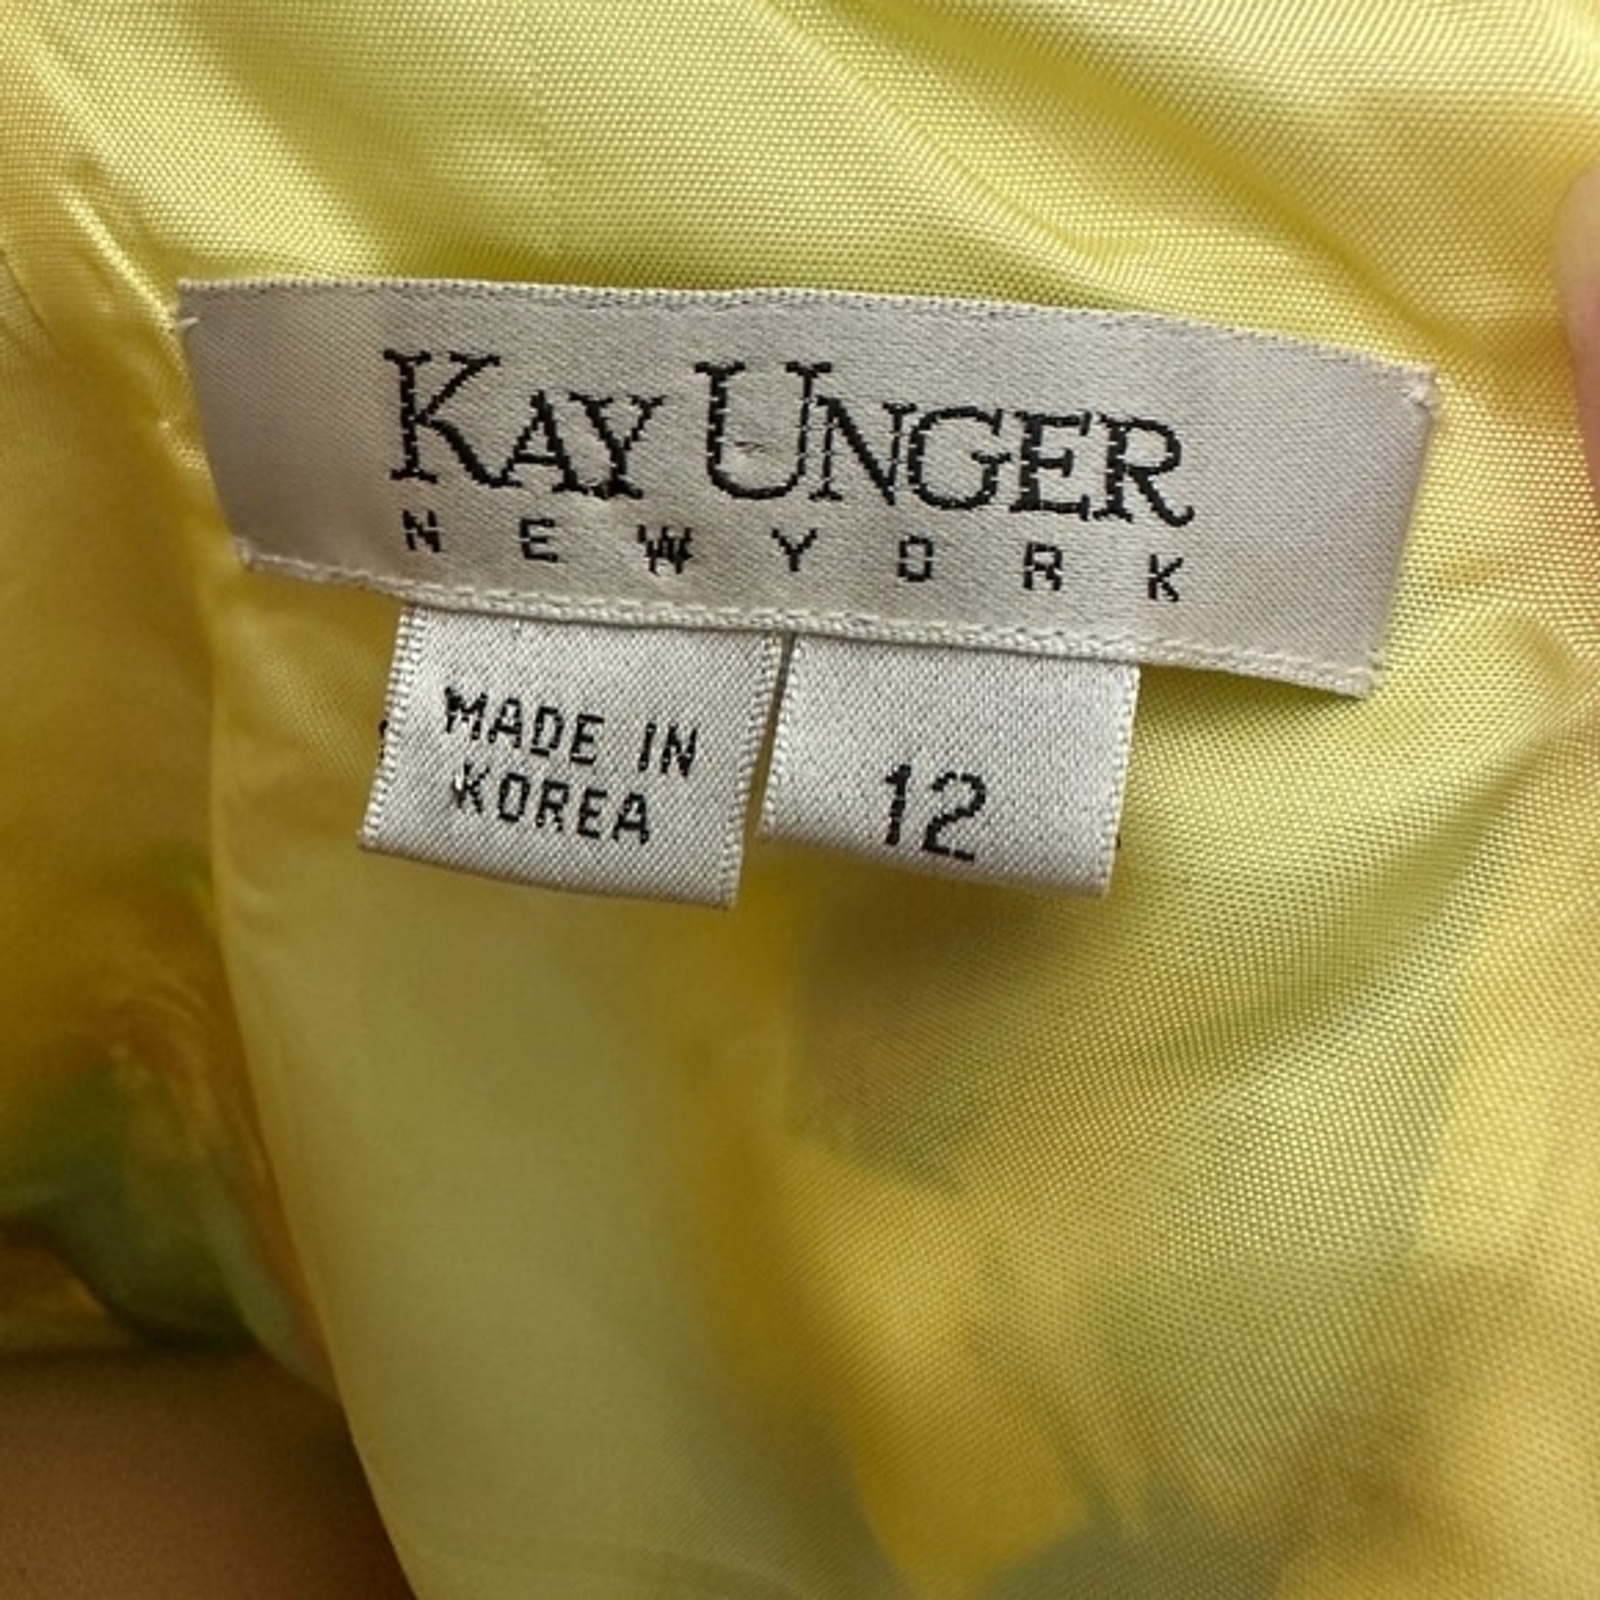 KAY UNGER
NEW YORK
MADE IN
KOREA
12